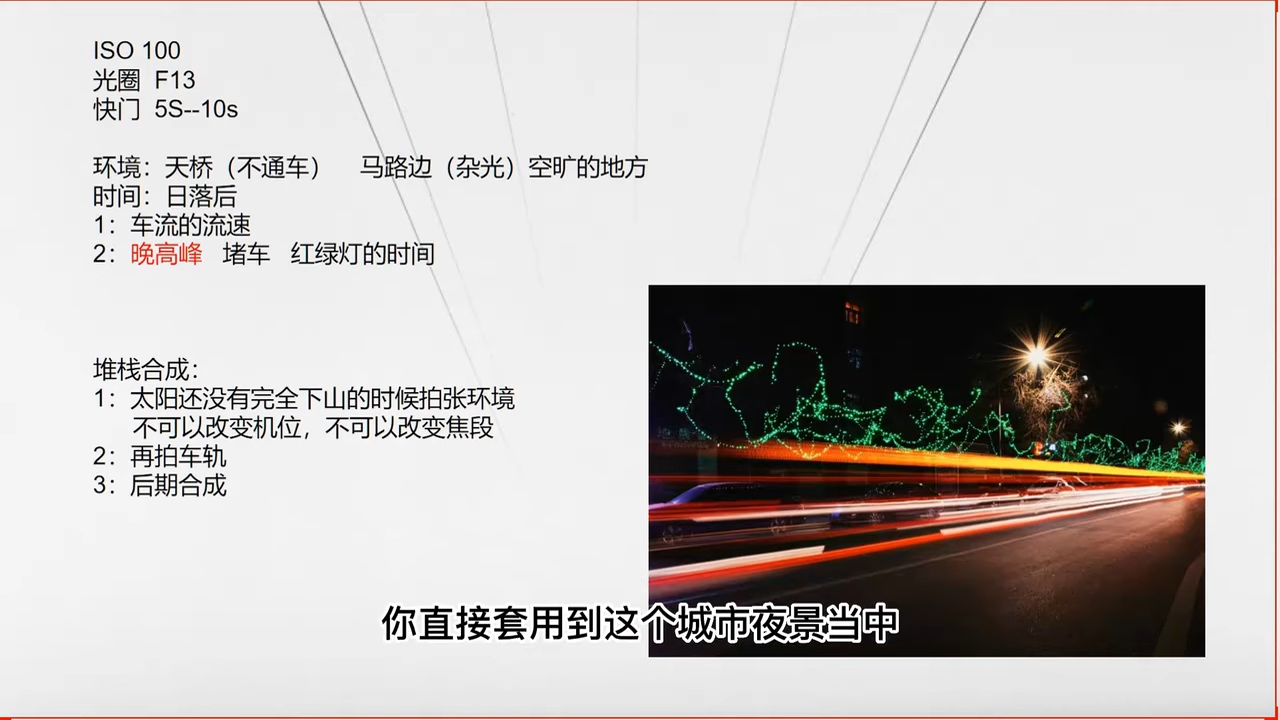 ISO 100
光圈 F13
快门 5S--10s
环境：天桥（不通车） 马路边（杂光）空旷的地方
时间：日落后
1：车流的流速
2：晚高峰 堵车 红绿灯的时间
堆栈合成：
1：太阳还没有完全下山的时候拍张环境
不可以改变机位，不可以改变焦段
2：再拍车轨
3：后期合成
你直接套用到这个城市夜景当中